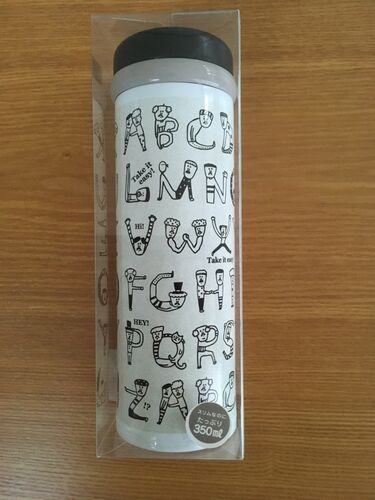 A B C D
Take it
easy!
L M N O
Hi!
V W X
Take it easy!
F G H I
HEY!
P Q R S
Z A B C
!?
スリムなのに
たっぷり
350ml